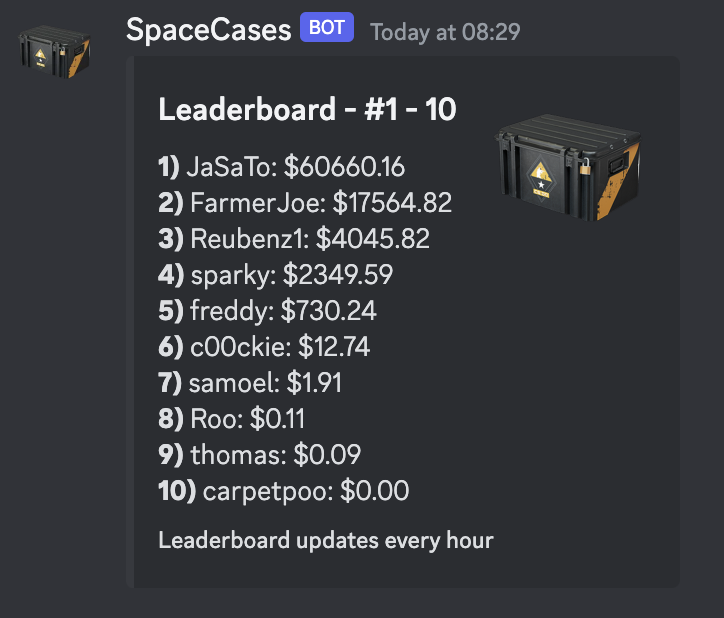 SpaceCases BOT Today at 08:29
Leaderboard - #1 - 10
1) JaSaTo: $60660.16
2) FarmerJoe: $17564.82
3) Reubenz1: $4045.82
4) sparky: $2349.59
5) freddy: $730.24
6) c00ckie: $12.74
7) samoel: $1.91
8) Roo: $0.11
9) thomas: $0.09
10) carpetpoo: $0.00
Leaderboard updates every hour